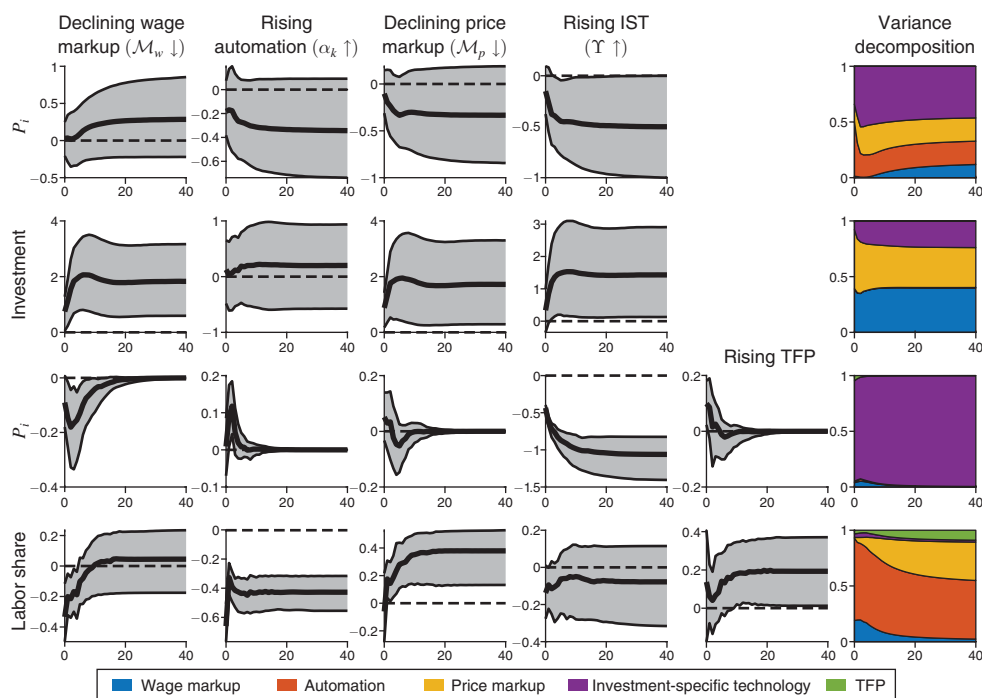 Declining wage
markup (ℳw ↓)
Rising
automation (αk ↑)
Declining price
markup (ℳp ↓)
Rising IST
(Υ ↑)
Variance
decomposition
Pi
1
0.5
0
−0.5
0 20 40
0
−0.2
−0.4
−0.6
0 20 40
0
−0.5
−1
0 20 40
0
−0.5
−1
0 20 40
1
0.5
0
0 20 40
Investment
4
2
0
0 20 40
1
0
−1
0 20 40
4
2
0
0 20 40
3
2
1
0
0 20 40
1
0.5
0
0 20 40
Rising TFP
Pi
0
−0.2
−0.4
0 20 40
0.2
0.1
0
−0.1
0 20 40
0.2
0
−0.2
0 20 40
0
−0.5
−1
−1.5
0 20 40
0.2
0
−0.2
0 20 40
1
0.5
0
0 20 40
Labor share
0.2
0
−0.2
−0.4
0 20 40
0
−0.2
−0.4
−0.6
0 20 40
0.4
0.2
0
−0.2
0 20 40
0.2
0
−0.2
−0.4
0 20 40
0.4
0.2
0
0 20 40
1
0.5
0
0 20 40
Wage markup Automation Price markup Investment-specific technology TFP